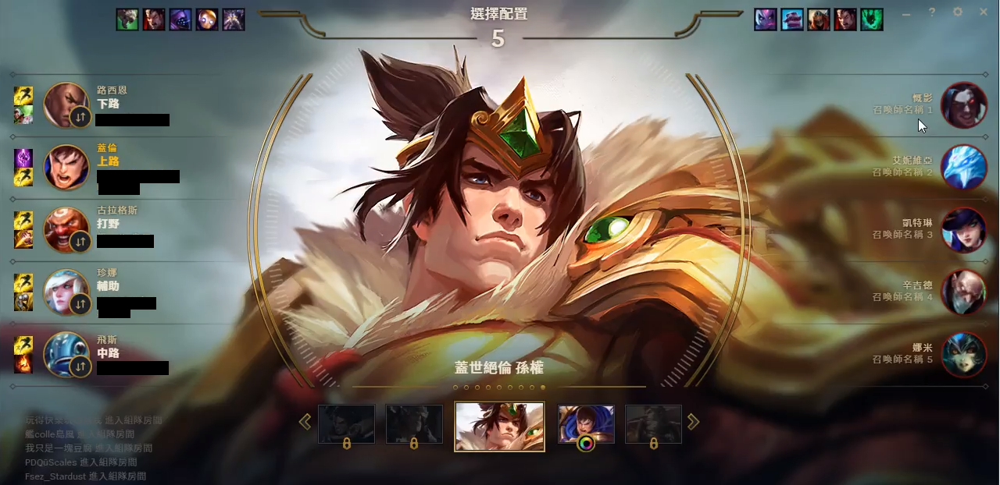 選擇配置
5
?
路西恩
下路
蓋倫
上路
古拉格斯
打野
珍娜
輔助
飛斯
中路
慨影
召喚師名稱 1
艾妮維亞
召喚師名稱 2
凱特琳
召喚師名稱 3
辛吉德
召喚師名稱 4
娜米
召喚師名稱 5
蓋世絕倫 孫權
玩得快樂 進入組隊房間
艦colle島風 進入組隊房間
我只是一塊豆腐 進入組隊房間
PDQûScales 進入組隊房間
Fsez_Stardust 進入組隊房間